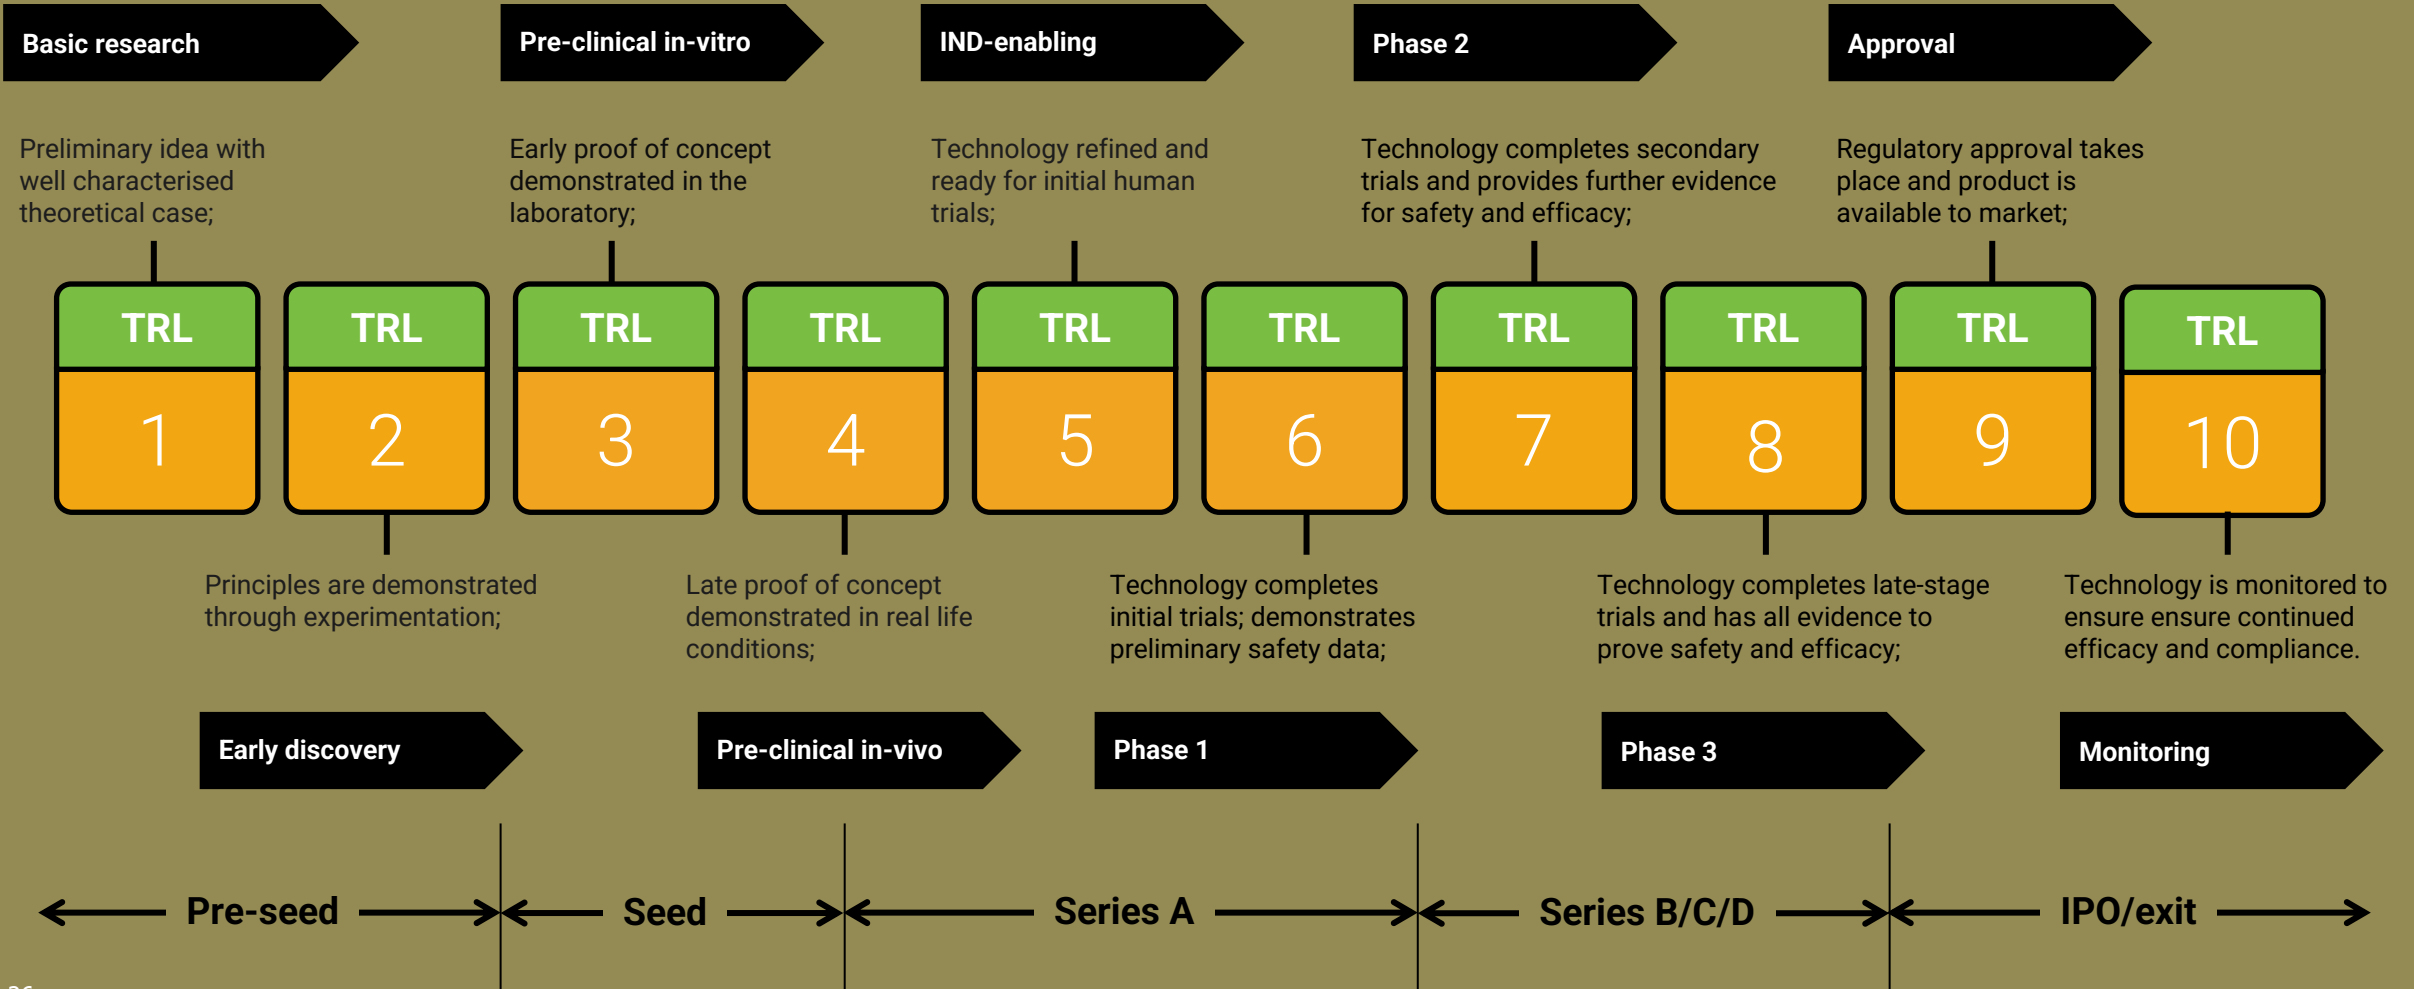 Basic research
Pre-clinical in-vitro
IND-enabling
Phase 2
Approval
Preliminary idea with
well characterised
theoretical case;
Early proof of concept
demonstrated in the
laboratory;
Technology refined and
ready for initial human
trials;
Technology completes secondary
trials and provides further evidence
for safety and efficacy;
Regulatory approval takes
place and product is
available to market;
TRL
1
TRL
2
TRL
3
TRL
4
TRL
5
TRL
6
TRL
7
TRL
8
TRL
9
TRL
10
Principles are demonstrated
through experimentation;
Late proof of concept
demonstrated in real life
conditions;
Technology completes
initial trials; demonstrates
preliminary safety data;
Technology completes late-stage
trials and has all evidence to
prove safety and efficacy;
Technology is monitored to
ensure ensure continued
efficacy and compliance.
Early discovery
Pre-clinical in-vivo
Phase 1
Phase 3
Monitoring
Pre-seed
Seed
Series A
Series B/C/D
IPO/exit